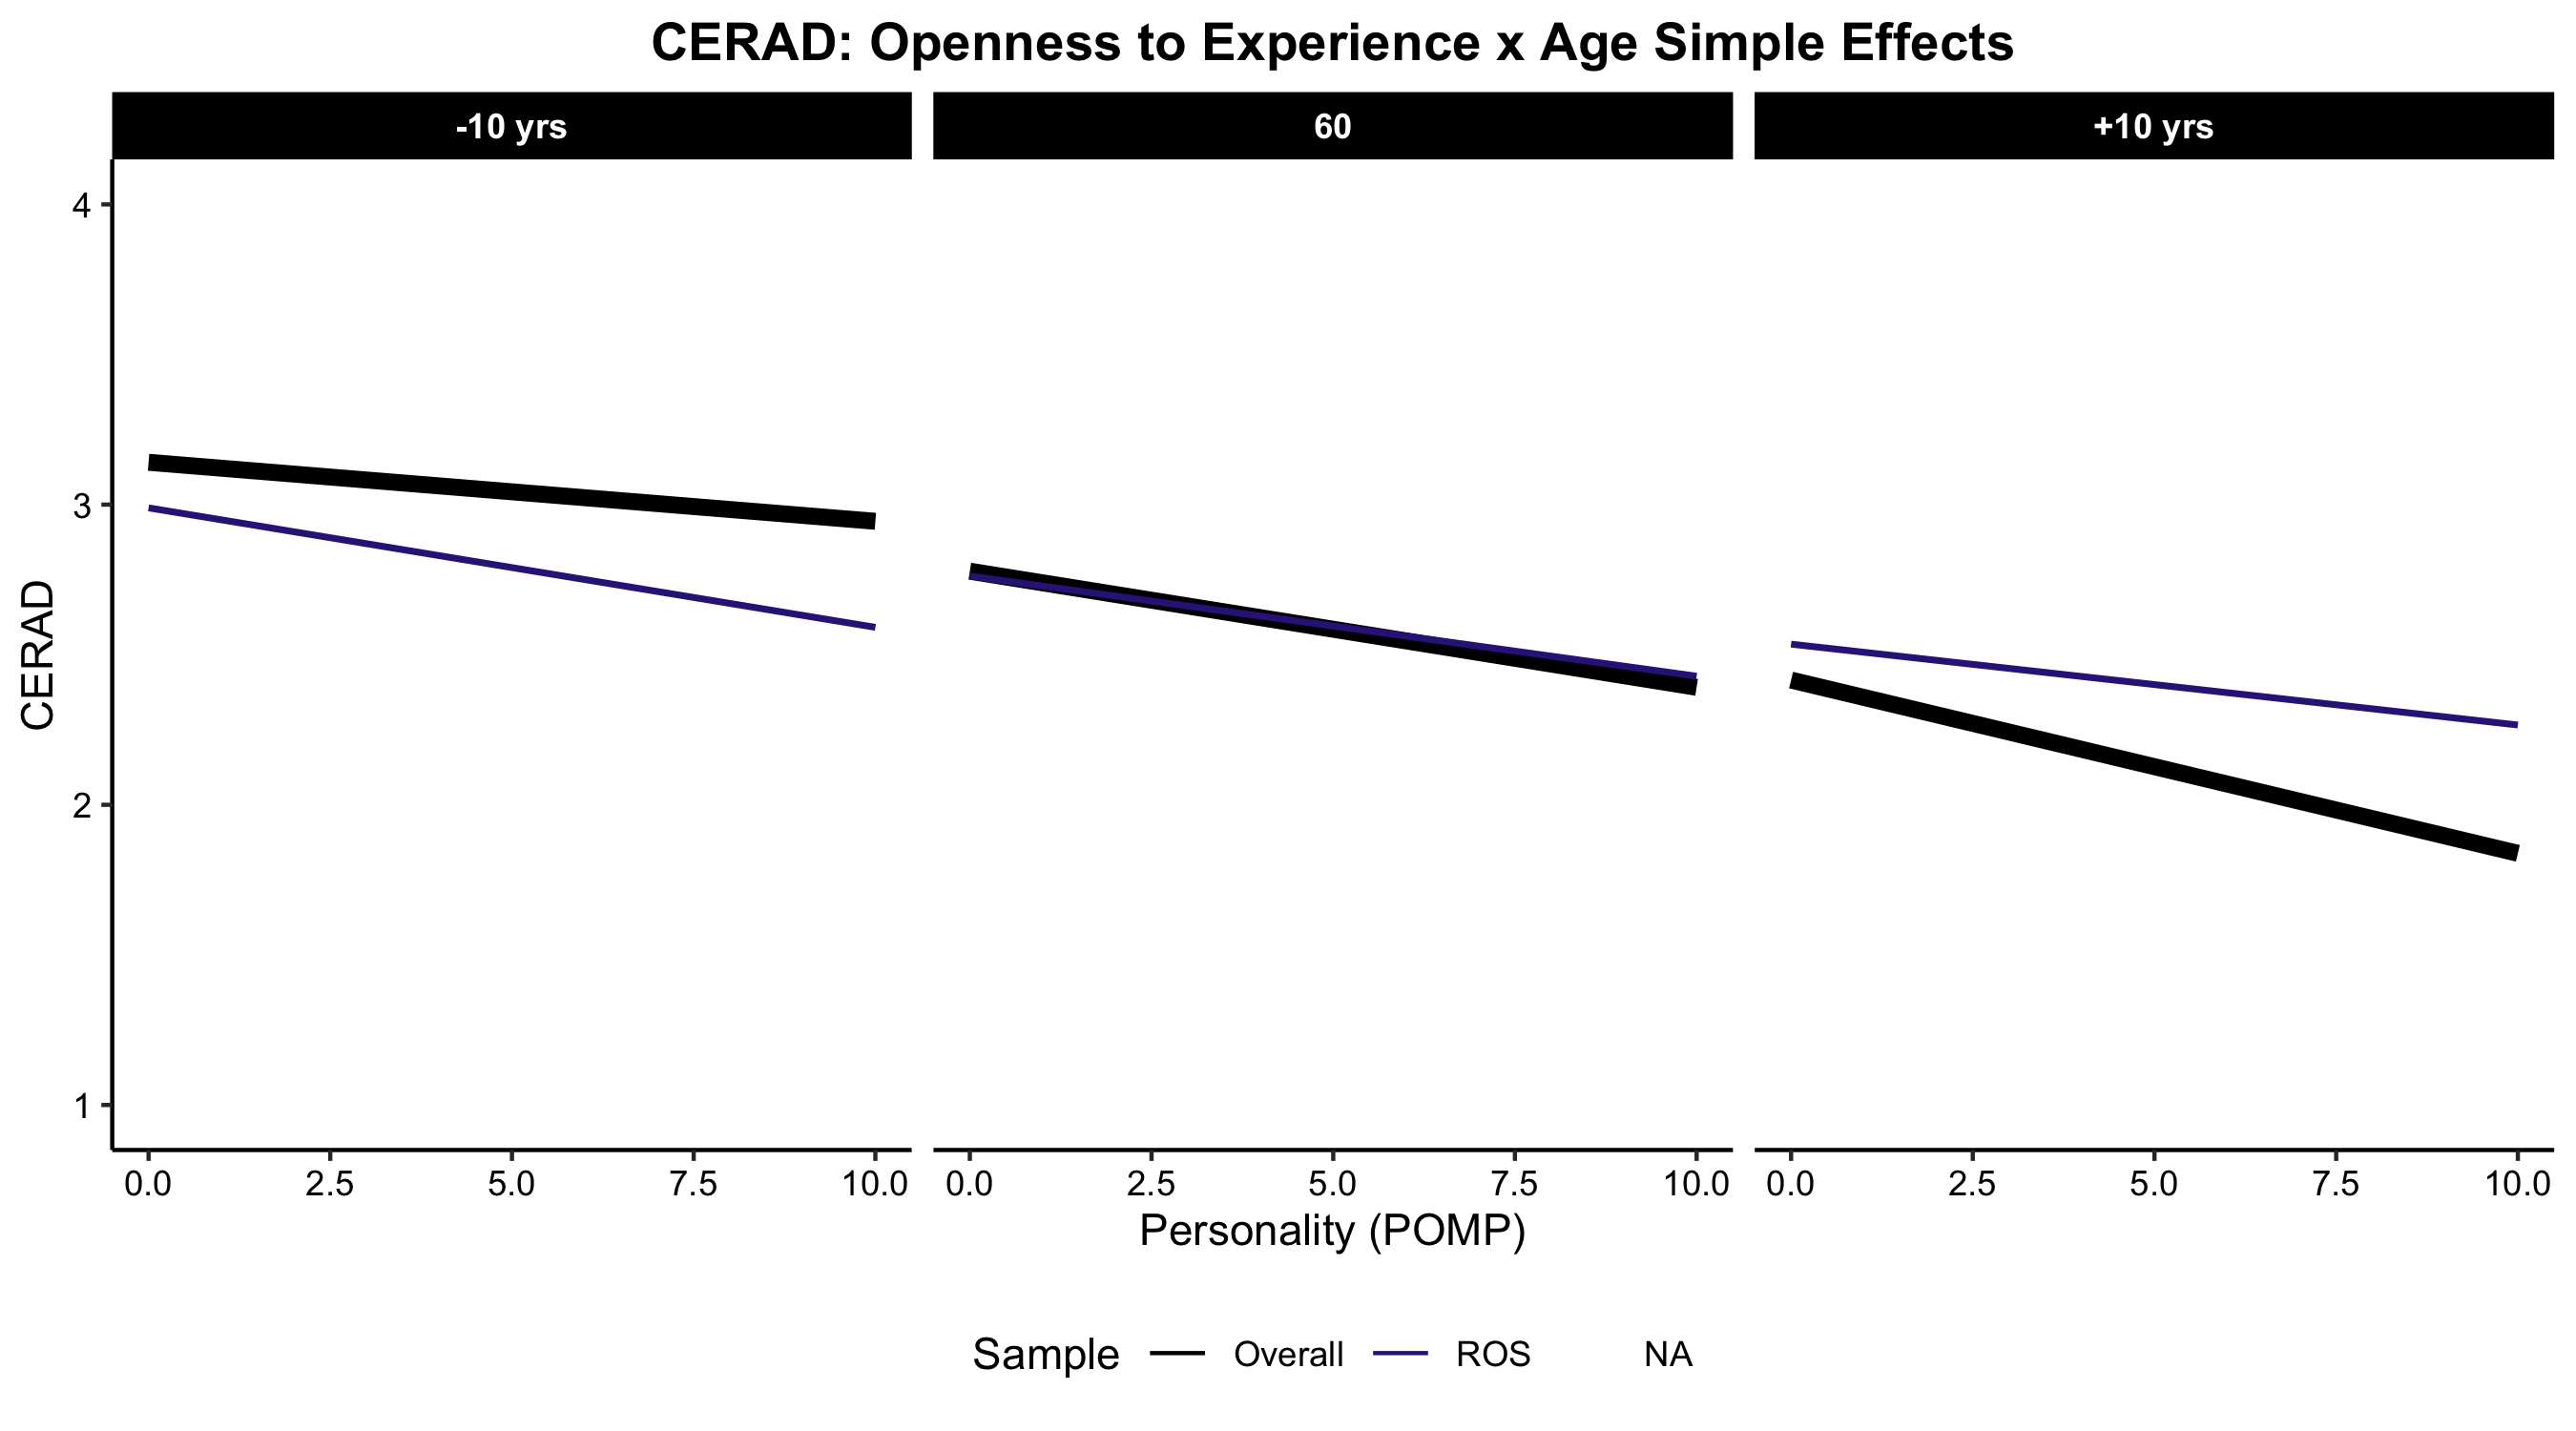 CERAD: Openness to Experience x Age Simple Effects
-10 yrs 60 +10 yrs
4
3
2
1
CERAD
0.0 2.5 5.0 7.5 10.0 0.0 2.5 5.0 7.5 10.0 0.0 2.5 5.0 7.5 10.0
Personality (POMP)
Sample Overall ROS NA